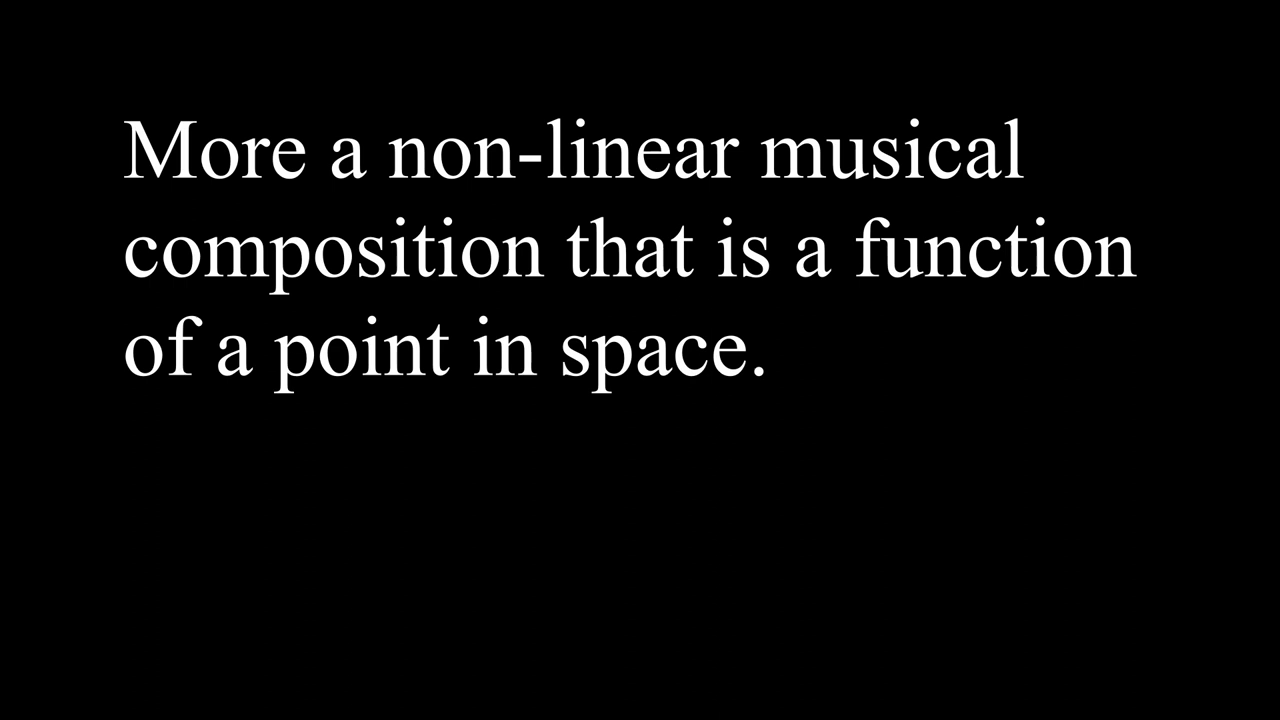 More a non-linear musical
composition that is a function
of a point in space.